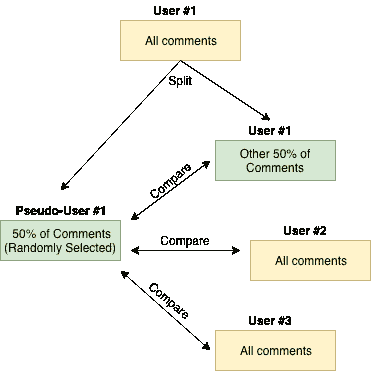 User #1
All comments
Split
User #1
Other 50% of
Comments
Compare
Pseudo-User #1
50% of Comments
(Randomly Selected)
Compare
User #2
All comments
Compare
User #3
All comments